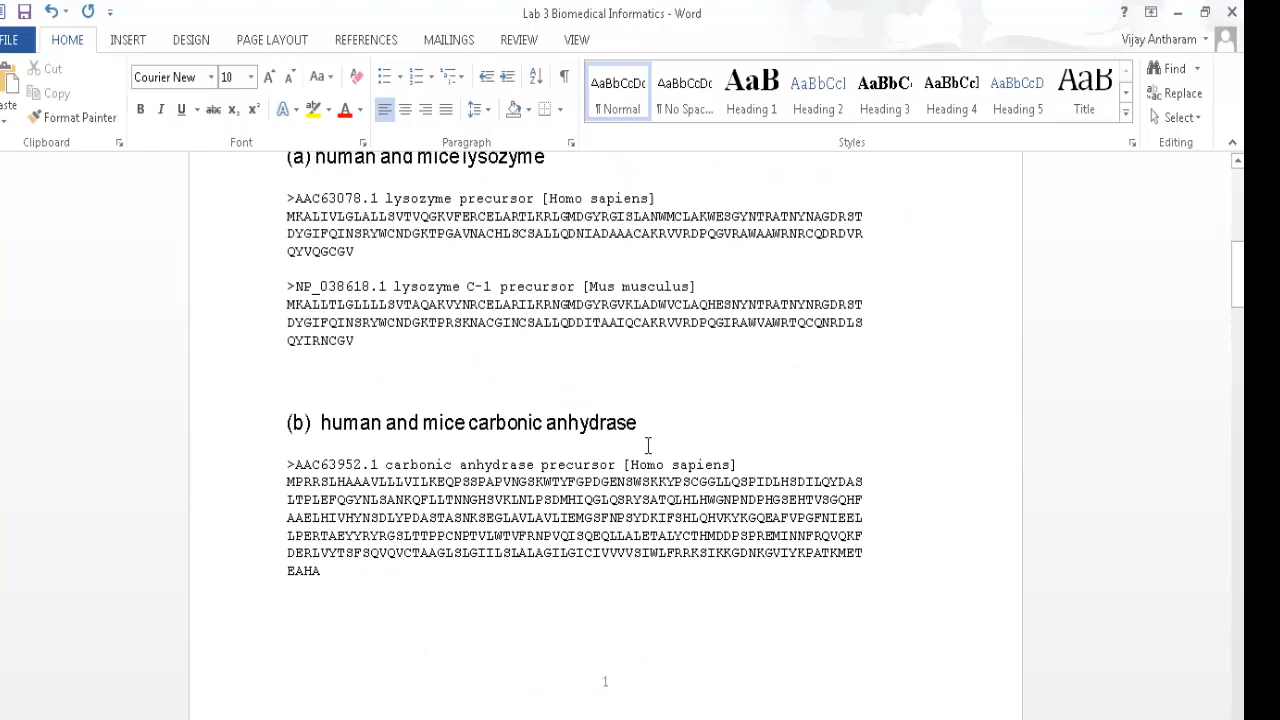 Lab 3 Biomedical Informatics - Word
FILE HOME INSERT DESIGN PAGE LAYOUT REFERENCES MAILINGS REVIEW VIEW Vijay Antharam
Cut
Copy
Format Painter
Clipboard
Courier New 10
Font
Paragraph
AaBbCcDc AaBbCcDc AaB AaBbCcI AaBbC AaBbCcI AaBbCcD AaB
¶ Normal ¶ No Spac... Heading 1 Heading 2 Heading 3 Heading 4 Heading 5 Title
Styles
Find
Replace
Select
Editing
(a) human and mice lysozyme
>AAC63078.1 lysozyme precursor [Homo sapiens]
MKALIVLGLALLSVTVQGKVFERCELARTLKRLGMDGYRGISLANWMCLAKWESGYNTRATNYNAGDRST
DYGIFQINSRYWCNDGKTPGAVNACHLSCSALLQDNIADAAACAKRVVRDPQGVRAWAAWRNRCQDRDVR
QYVQGCGV
>NP_038618.1 lysozyme C-1 precursor [Mus musculus]
MKALLTLGLLLLSVTAQAKVYNRCELARILKRNGMDGYRGVKLADWVCLAQHESNYNTRATNYNRGDRST
DYGIFQINSRYWCNDGKTPRSKNACGINCSALLQDDITAAIQCAKRVVRDPQGIRAWVAWRTQCQNRDLS
QYIRNCGV
(b) human and mice carbonic anhydrase
>AAC63952.1 carbonic anhydrase precursor [Homo sapiens]
MPRRSLHAAAVLLLVILKEQPSSPAPVNGSKWTYFGPDGENSWSKKYPSCGGLLQSPIDLHSDILQYDAS
LTPLEFQGYNLSANKQFLLTNNGHSVKLNLPSDMHIQGLQSRYSATQLHLHWGNPNDPHGSEHTVSGQHF
AAELHIVHYNSDLYPDASTASNKSEGLAVLAVLIEMGSFNPSYDKIFSHLQHVKYKGQEAFVPGFNIEEL
LPERTAEYYRYRGSLTTPPCNPTVLWTVFRNPVQISQEQLLALETALYCTHMDDPSPREMINNFRQVQKF
DERLVYTSFSQVQVCTAAGLSLGIILSLALAGILGICIVVVVSIWLFRRKSIKKGDNKGVIYKPATKMET
EAHA
1